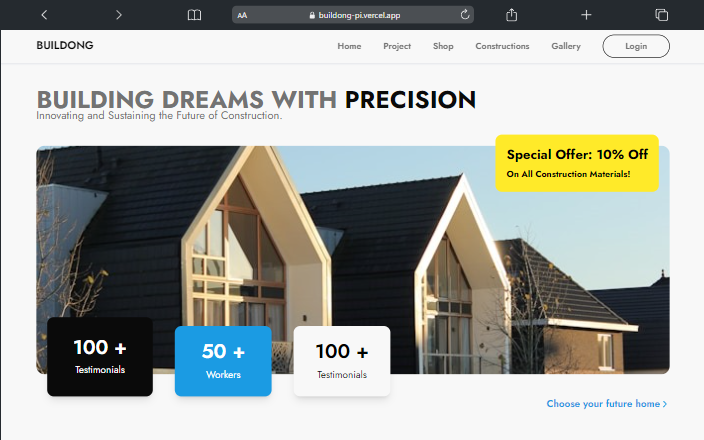 AA buildong-pi.vercel.app
BUILDONG Home Project Shop Constructions Gallery Login
BUILDING DREAMS WITH PRECISION
Innovating and Sustaining the Future of Construction.
Special Offer: 10% Off
On All Construction Materials!
100 + 50 + 100 +
Testimonials Workers Testimonials
Choose your future home >